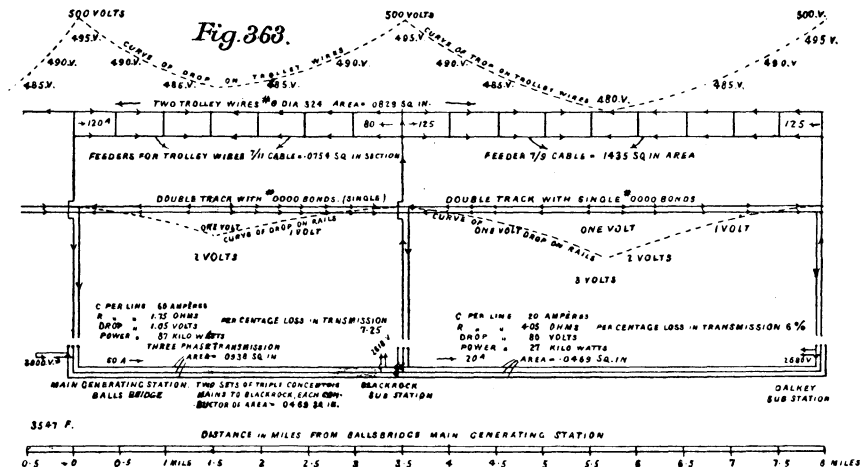 Fig. 363.
500 VOLTS
500 VOLTS
500.V.
495.V.
495.V.
495 V.
490.V.
490.V.
490.V.
490.V.
490.V
485.V.
485.V.
485.V.
485.V.
485.V.
480.V.
CURVE OF DROP ON TROLLEY WIRES
CURVE OF TROP ON TROLLEY WIRES
TWO TROLLEY WIRES #0 DIA 324 AREA = 0829 SQ IN.
120 A
80
125
125
FEEDERS FOR TROLLEY WIRES 7/11 CABLE = .0754 SQ IN SECTION
FEEDER 7/9 CABLE = 1435 SQ IN AREA
DOUBLE TRACK WITH #0000 BONDS. (SINGLE)
DOUBLE TRACK WITH SINGLE #0000 BONDS
ONE VOLT
1 VOLT
CURVE OF DROP ON RAILS
2 VOLTS
CURVE OF DROP ON RAILS
ONE VOLT
ONE VOLT
1 VOLT
2 VOLTS
3 VOLTS
C PER LINE 60 AMPÈRES
R " " 1.75 OHMS
DROP " 1.05 VOLTS
POWER " 87 KILO WATTS
PERCENTAGE LOSS IN TRNSMISSION
7.25
THREE PHASE TRANSMISSION
AREA = 0938 SQ IN
C PER LINE 20 AMPÈRES
R " " 4.05 OHMS
DROP " 80 VOLTS
POWER " 27 KILO WATTS
PERCENTAGE LOSS IN TRANSMISSION 6%
AREA = .0469 SQ. IN
60 A
20 A
2680 V
MAIN GENERATING STATION.
BALLS BRIDGE
TWO SETS OF TRIPLE CONCENTRIC
MAINS TO BLACKROCK, EACH CON-
DUCTOR OF AREA = 0469 SQ IN.
BLACKROCK
SUB STATION
DALKEY
SUB STATION
3547 F.
DISTANCE IN MILES FROM BALLSBRIDGE MAIN GENERATING STATION
0.5 0 0.5 1 MILE 1.5 2 2.5 3 3.5 4 4.5 5 5.5 6 6.5 7 7.5 8 MILES